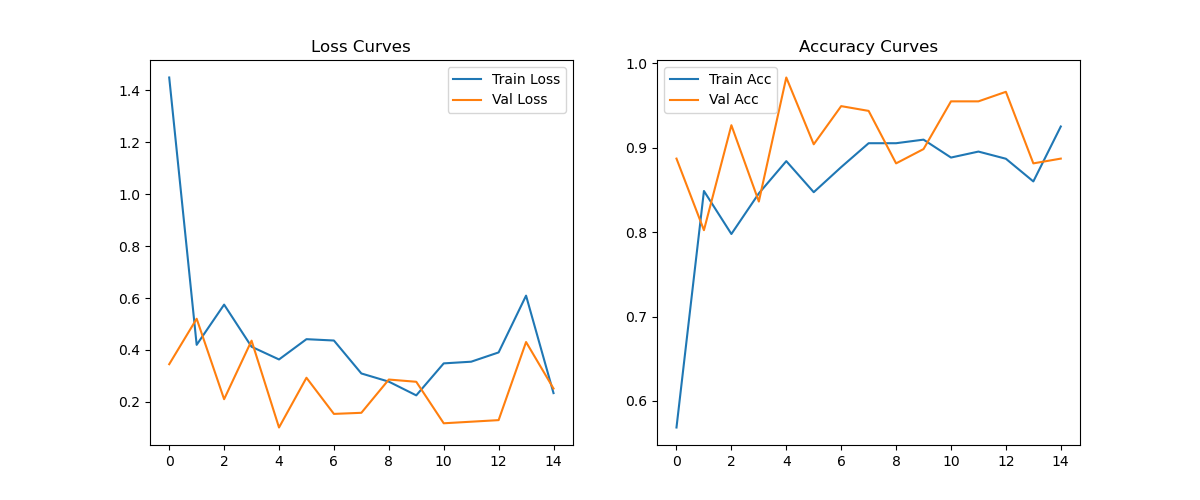 Loss Curves
Train Loss
Val Loss
1.4
1.2
1.0
0.8
0.6
0.4
0.2
0 2 4 6 8 10 12 14
Accuracy Curves
Train Acc
Val Acc
1.0
0.9
0.8
0.7
0.6
0 2 4 6 8 10 12 14